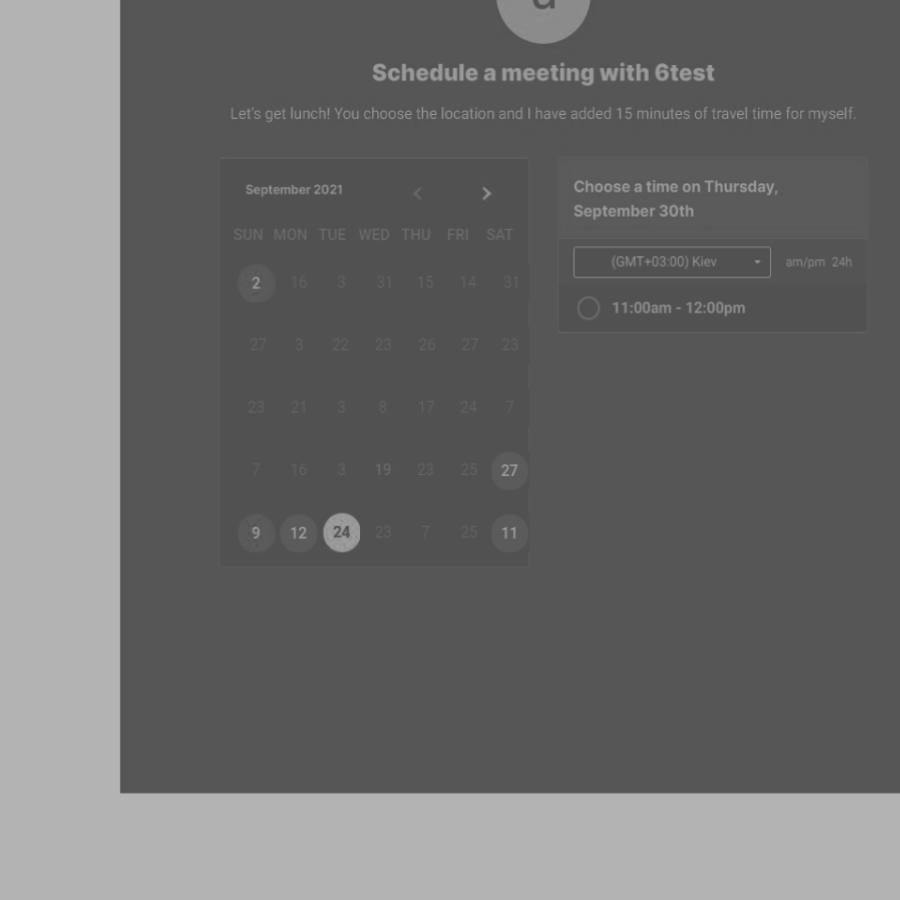 Schedule a meeting with 6test
Let's get lunch! You choose the location and I have added 15 minutes of travel time for myself.
September 2021
SUN MON TUE WED THU FRI SAT
2 16 3 31 15 14 31
27 3 22 23 26 27 23
23 21 3 8 17 24 7
7 16 3 19 23 25 27
9 12 24 23 7 25 11
Choose a time on Thursday,
September 30th
(GMT+03:00) Kiev am/pm 24h
11:00am - 12:00pm